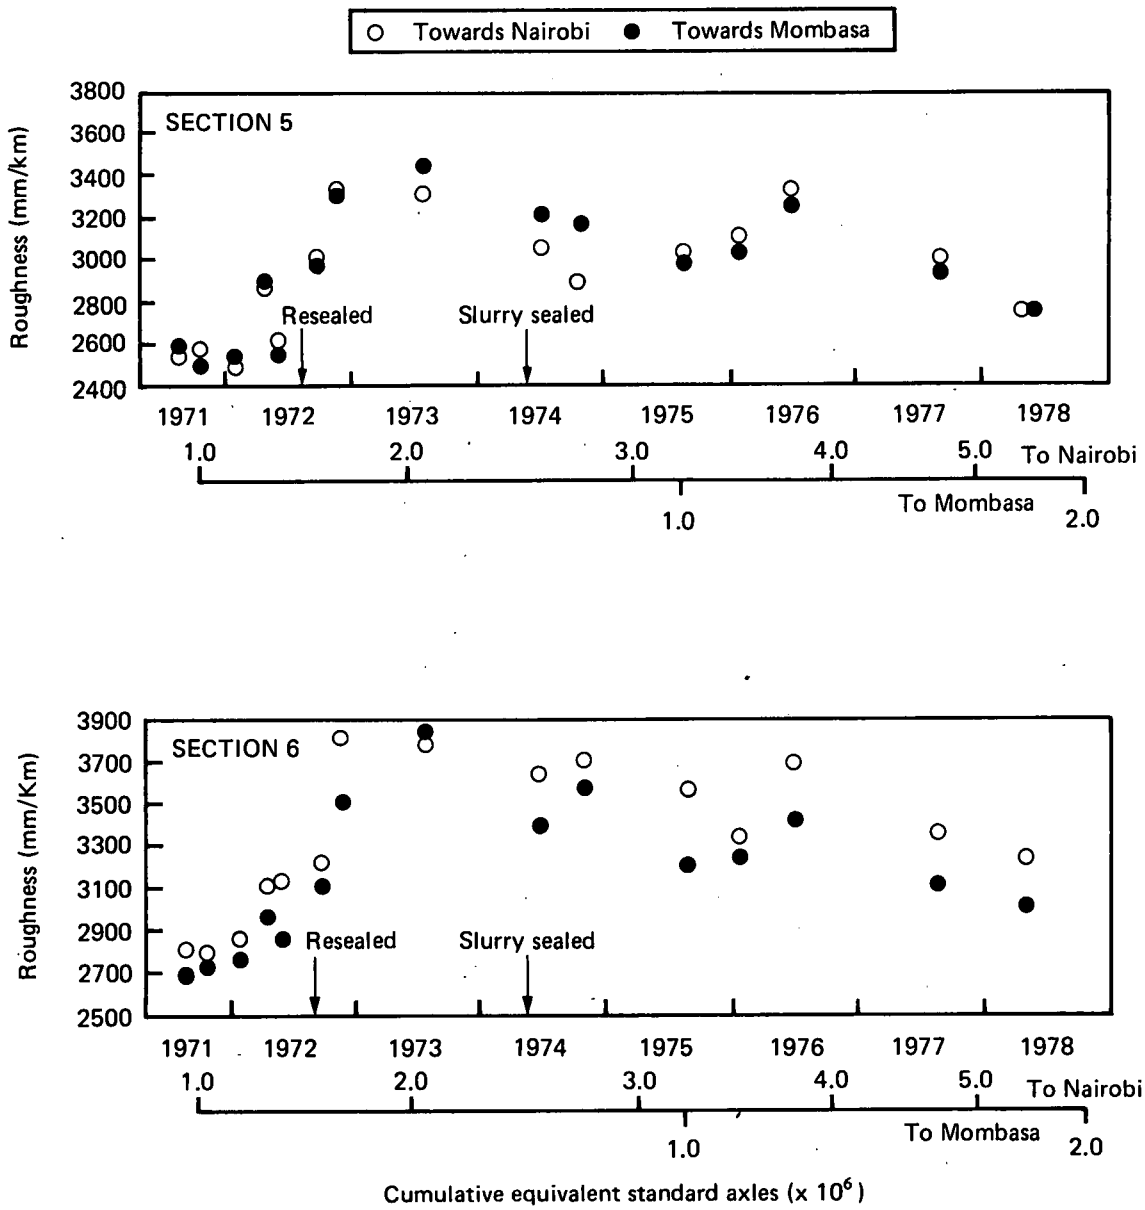 Towards Nairobi Towards Mombasa
3800
SECTION 5
3600
3400
3200
3000
2800
2600
2400
Roughness (mm/km)
Resealed Slurry sealed
1971 1972 1973 1974 1975 1976 1977 1978
1.0 2.0 3.0 4.0 5.0 To Nairobi
To Mombasa
1.0 2.0
3900
SECTION 6
3700
3500
3300
3100
2900
2700
2500
Roughness (mm/Km)
Resealed Slurry sealed
1971 1972 1973 1974 1975 1976 1977 1978
1.0 2.0 3.0 4.0 5.0 To Nairobi
To Mombasa
1.0 2.0
Cumulative equivalent standard axles (x 10⁶)